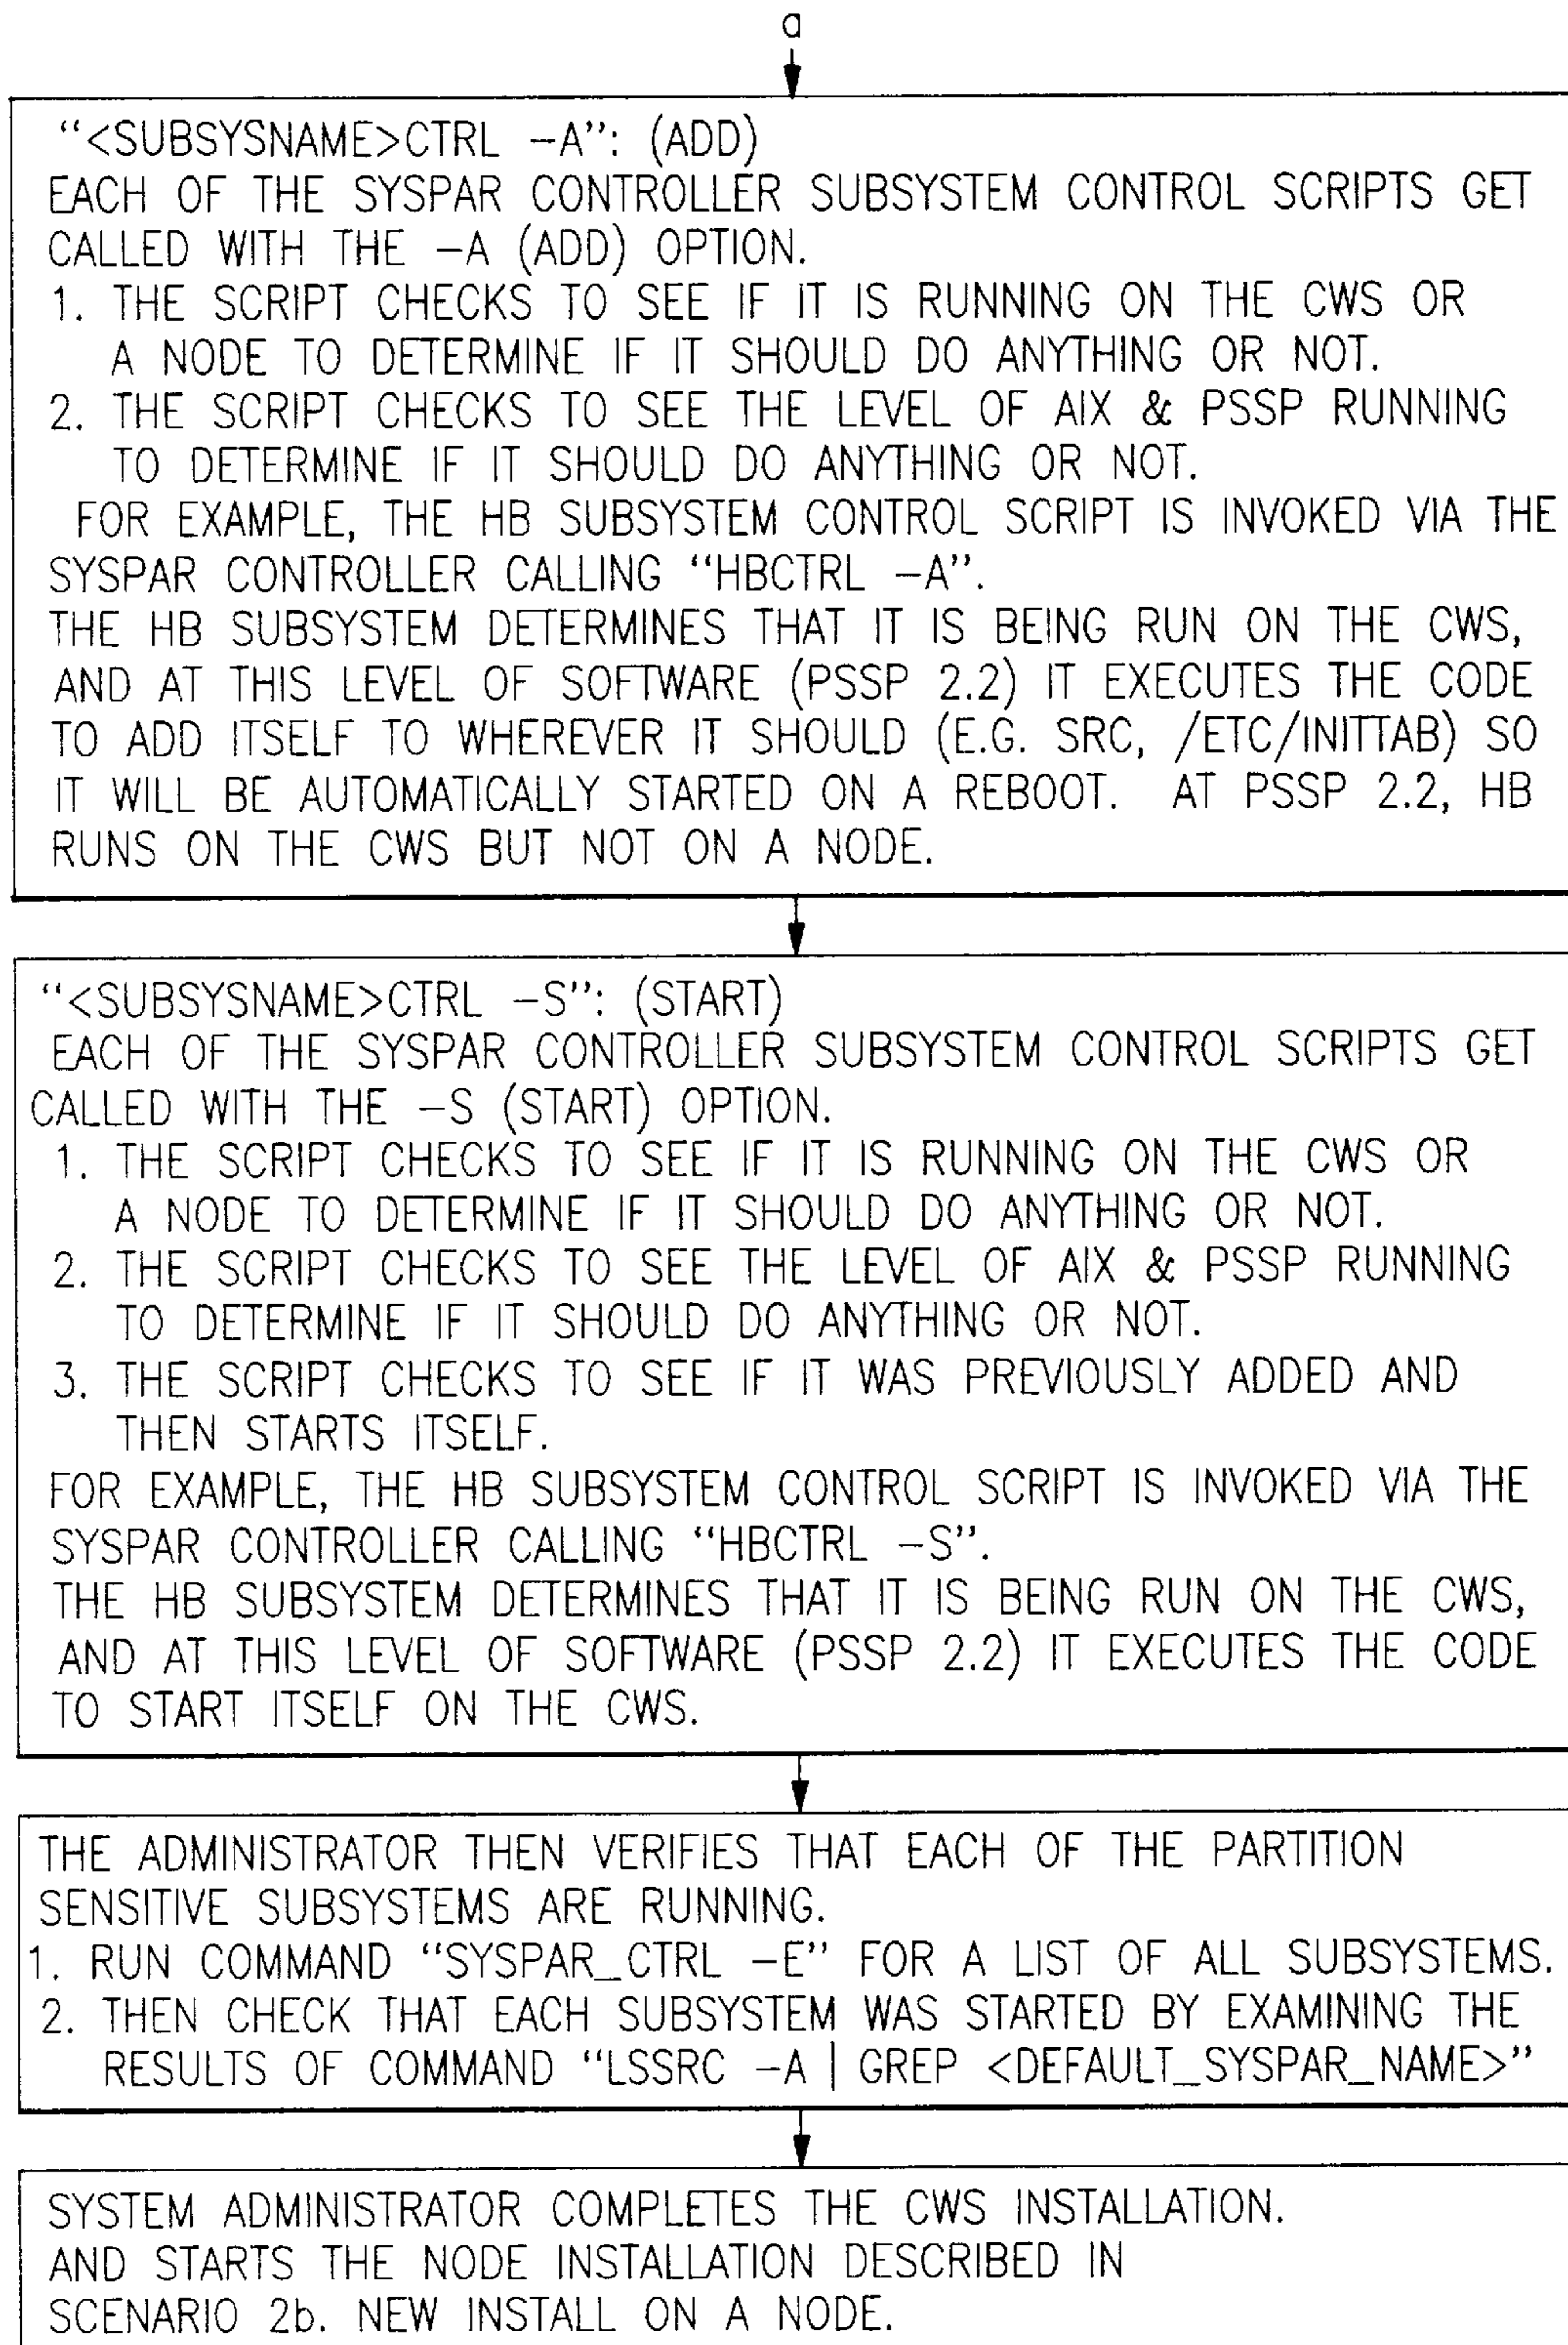 a
“<SUBSYSNAME>CTRL –A”: (ADD)
EACH OF THE SYSPAR CONTROLLER SUBSYSTEM CONTROL SCRIPTS GET
CALLED WITH THE –A (ADD) OPTION.
1. THE SCRIPT CHECKS TO SEE IF IT IS RUNNING ON THE CWS OR
A NODE TO DETERMINE IF IT SHOULD DO ANYTHING OR NOT.
2. THE SCRIPT CHECKS TO SEE THE LEVEL OF AIX & PSSP RUNNING
TO DETERMINE IF IT SHOULD DO ANYTHING OR NOT.
FOR EXAMPLE, THE HB SUBSYSTEM CONTROL SCRIPT IS INVOKED VIA THE
SYSPAR CONTROLLER CALLING “HBCTRL –A”.
THE HB SUBSYSTEM DETERMINES THAT IT IS BEING RUN ON THE CWS,
AND AT THIS LEVEL OF SOFTWARE (PSSP 2.2) IT EXECUTES THE CODE
TO ADD ITSELF TO WHEREVER IT SHOULD (E.G. SRC, /ETC/INITTAB) SO
IT WILL BE AUTOMATICALLY STARTED ON A REBOOT. AT PSSP 2.2, HB
RUNS ON THE CWS BUT NOT ON A NODE.
“<SUBSYSNAME>CTRL –S”: (START)
EACH OF THE SYSPAR CONTROLLER SUBSYSTEM CONTROL SCRIPTS GET
CALLED WITH THE –S (START) OPTION.
1. THE SCRIPT CHECKS TO SEE IF IT IS RUNNING ON THE CWS OR
A NODE TO DETERMINE IF IT SHOULD DO ANYTHING OR NOT.
2. THE SCRIPT CHECKS TO SEE THE LEVEL OF AIX & PSSP RUNNING
TO DETERMINE IF IT SHOULD DO ANYTHING OR NOT.
3. THE SCRIPT CHECKS TO SEE IF IT WAS PREVIOUSLY ADDED AND
THEN STARTS ITSELF.
FOR EXAMPLE, THE HB SUBSYSTEM CONTROL SCRIPT IS INVOKED VIA THE
SYSPAR CONTROLLER CALLING “HBCTRL –S”.
THE HB SUBSYSTEM DETERMINES THAT IT IS BEING RUN ON THE CWS,
AND AT THIS LEVEL OF SOFTWARE (PSSP 2.2) IT EXECUTES THE CODE
TO START ITSELF ON THE CWS.
THE ADMINISTRATOR THEN VERIFIES THAT EACH OF THE PARTITION
SENSITIVE SUBSYSTEMS ARE RUNNING.
1. RUN COMMAND “SYSPAR_CTRL –E” FOR A LIST OF ALL SUBSYSTEMS.
2. THEN CHECK THAT EACH SUBSYSTEM WAS STARTED BY EXAMINING THE
RESULTS OF COMMAND “LSSRC –A | GREP <DEFAULT_SYSPAR_NAME>”
SYSTEM ADMINISTRATOR COMPLETES THE CWS INSTALLATION.
AND STARTS THE NODE INSTALLATION DESCRIBED IN
SCENARIO 2b. NEW INSTALL ON A NODE.